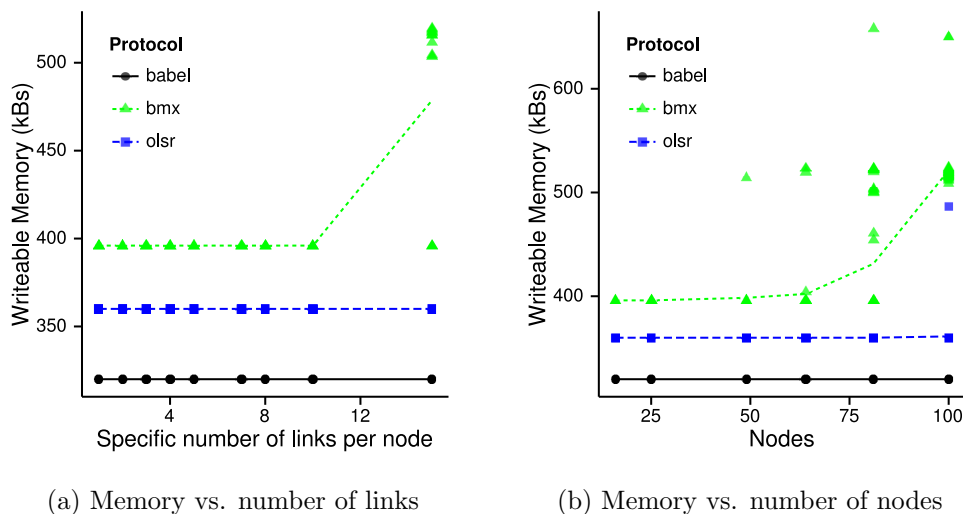 Writeable Memory (kBs)
500
450
400
350
Protocol
babel
bmx
olsr
4
8
12
Specific number of links per node
(a) Memory vs. number of links
Writeable Memory (kBs)
600
500
400
Protocol
babel
bmx
olsr
25
50
75
100
Nodes
(b) Memory vs. number of nodes